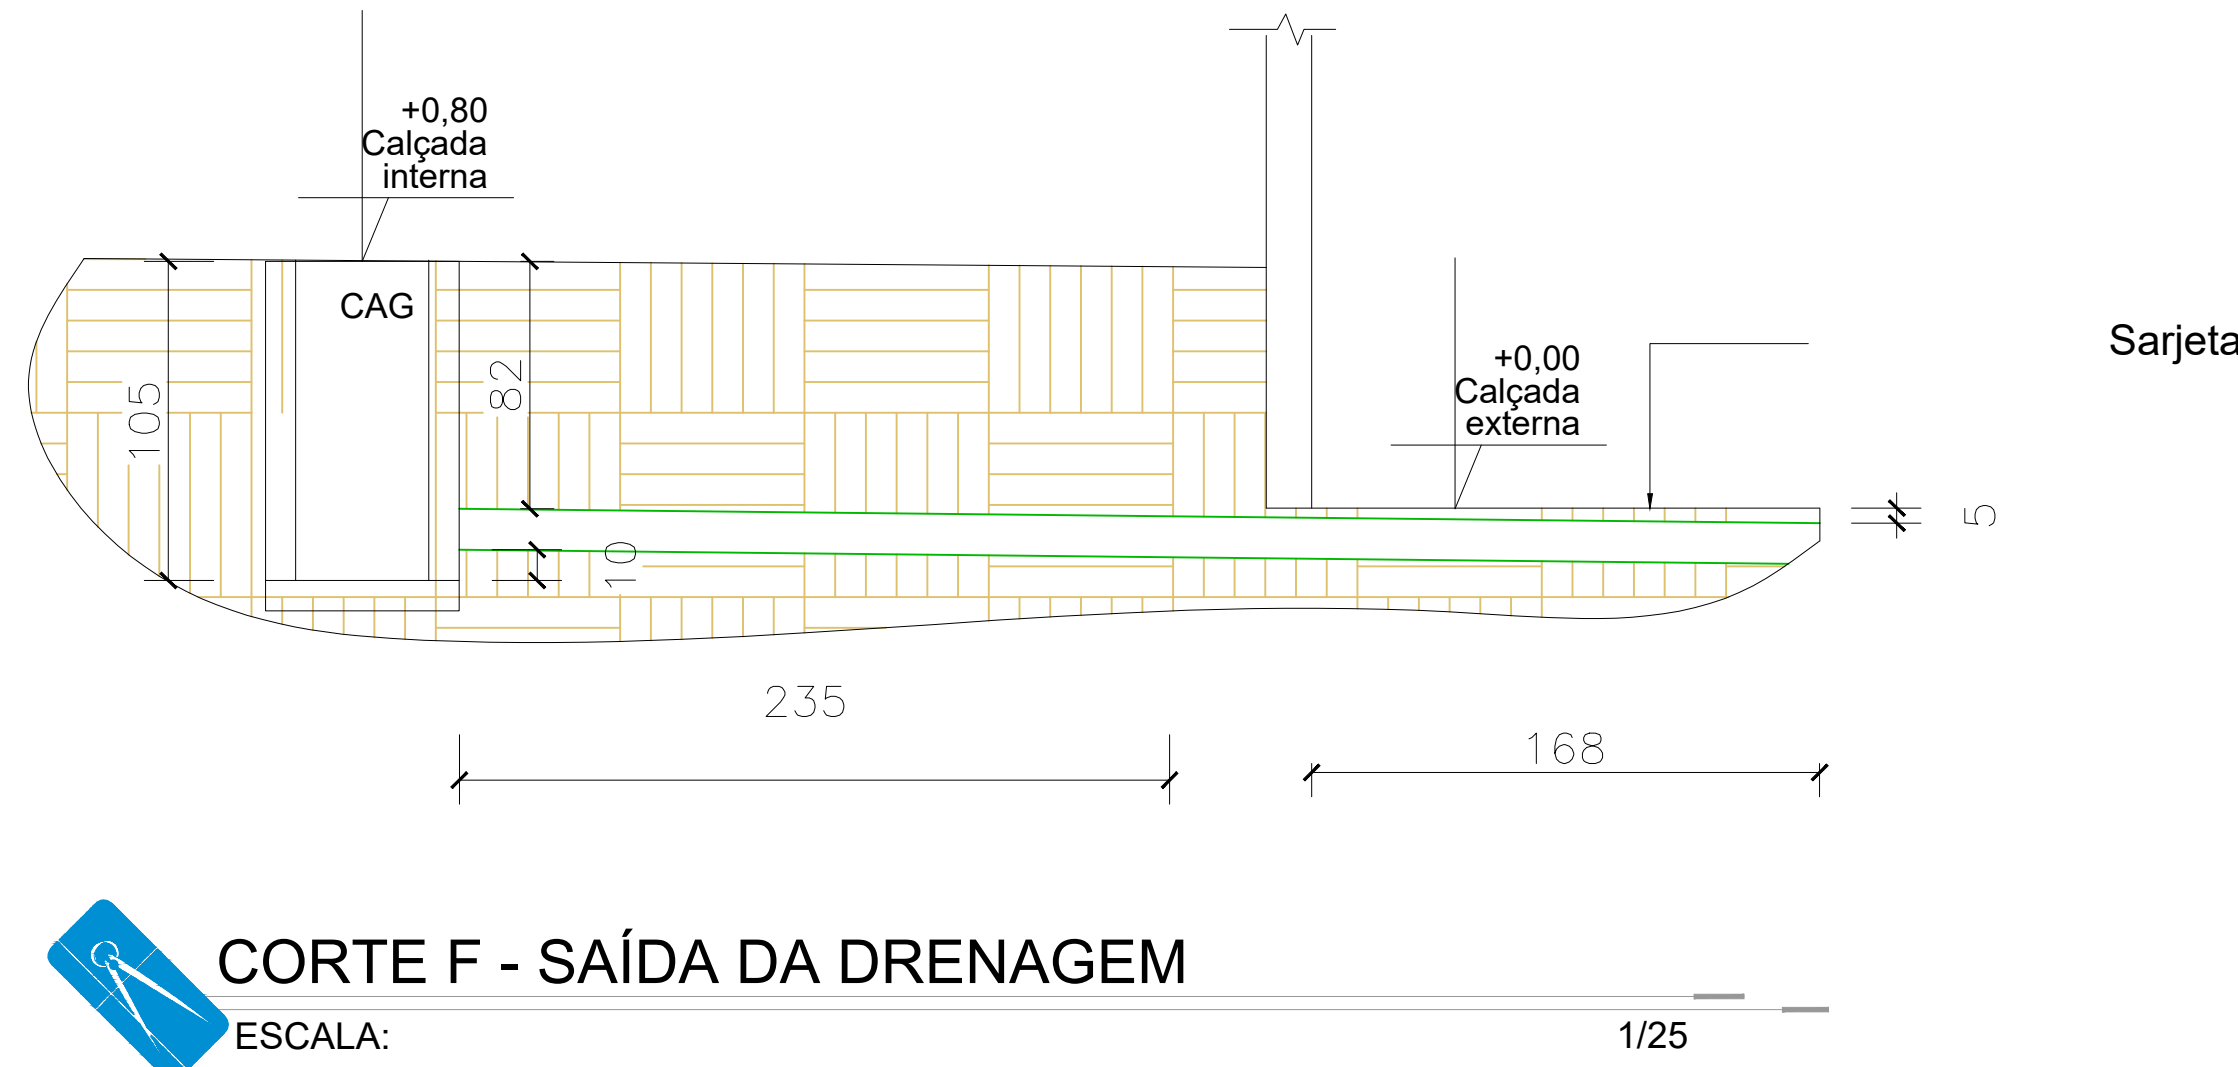 +0,80
Calçada
interna
CAG
105
82
10
+0,00
Calçada
externa
Sarjeta
5
235
168
CORTE F - SAÍDA DA DRENAGEM
ESCALA:
1/25